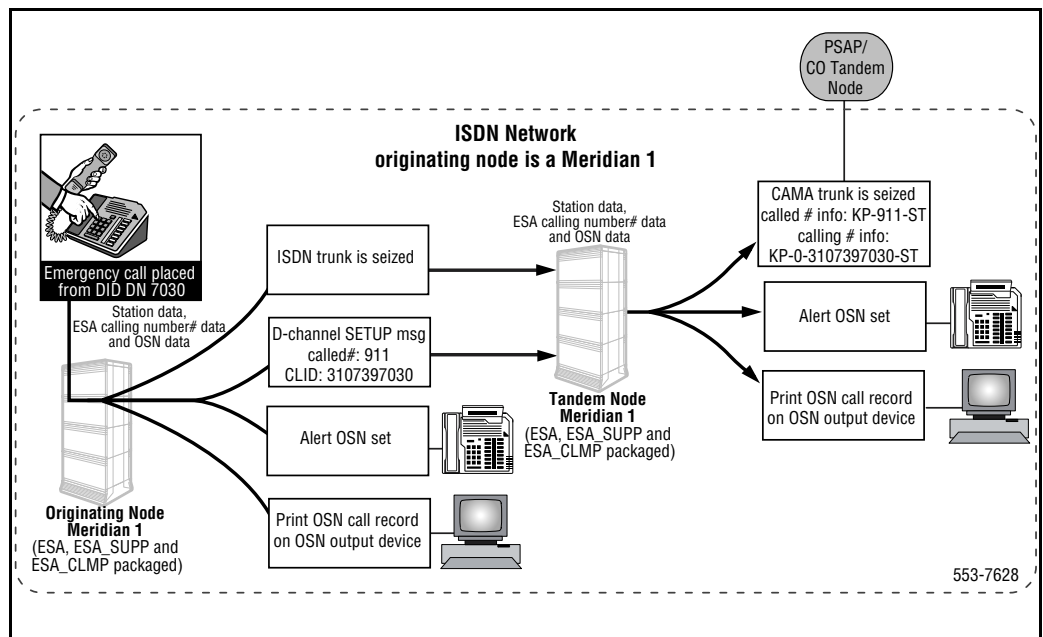 PSAP/
CO Tandem
Node
ISDN Network
originating node is a Meridian 1
Emergency call placed
from DID DN 7030
Station data,
ESA calling number# data
and OSN data
Originating Node
Meridian 1
(ESA, ESA_SUPP and
ESA_CLMP packaged)
ISDN trunk is seized
D-channel SETUP msg
called#: 911
CLID: 3107397030
Alert OSN set
Print OSN call record
on OSN output device
Station data,
ESA calling number# data
and OSN data
Tandem Node
Meridian 1
(ESA, ESA_SUPP and
ESA_CLMP packaged)
CAMA trunk is seized
called # info: KP-911-ST
calling # info:
KP-0-3107397030-ST
Alert OSN set
Print OSN call record
on OSN output device
553-7628